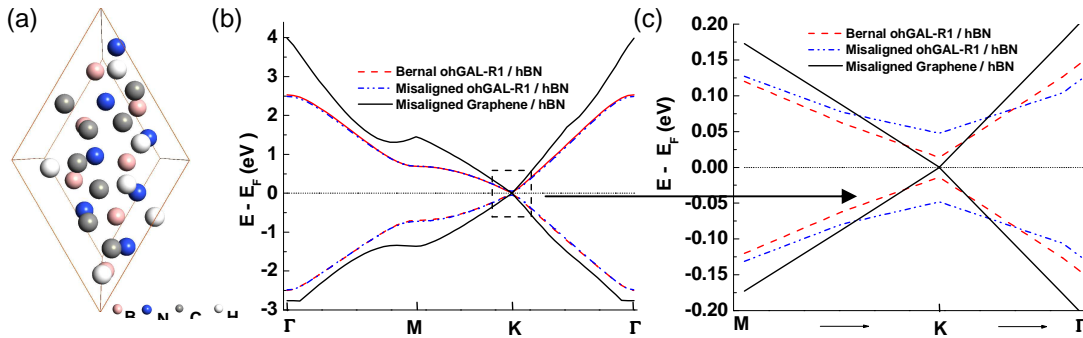 (a)
B N C H
(b)
E - E_F (eV)
4
3
2
1
0
-1
-2
-3
Bernal ohGAL-R1 / hBN
Misaligned ohGAL-R1 / hBN
Misaligned Graphene / hBN
Γ M K Γ
(c)
E - E_F (eV)
0.20
0.15
0.10
0.05
0.00
-0.05
-0.10
-0.15
-0.20
Bernal ohGAL-R1 / hBN
Misaligned ohGAL-R1 / hBN
Misaligned Graphene / hBN
M K Γ